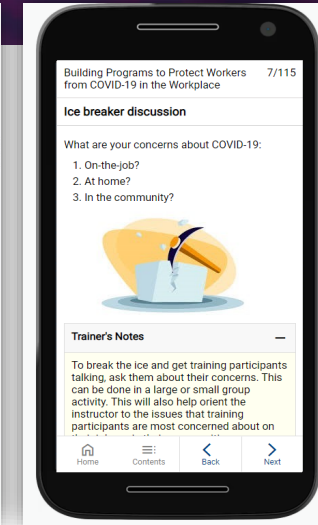 Building Programs to Protect Workers 7/115
from COVID-19 in the Workplace
Ice breaker discussion
What are your concerns about COVID-19:
1. On-the-job?
2. At home?
3. In the community?
Trainer's Notes —
To break the ice and get training participants
talking, ask them about their concerns. This
can be done in a large or small group
activity. This will also help orient the
instructor to the issues that training
participants are most concerned about on
Home Contents Back Next